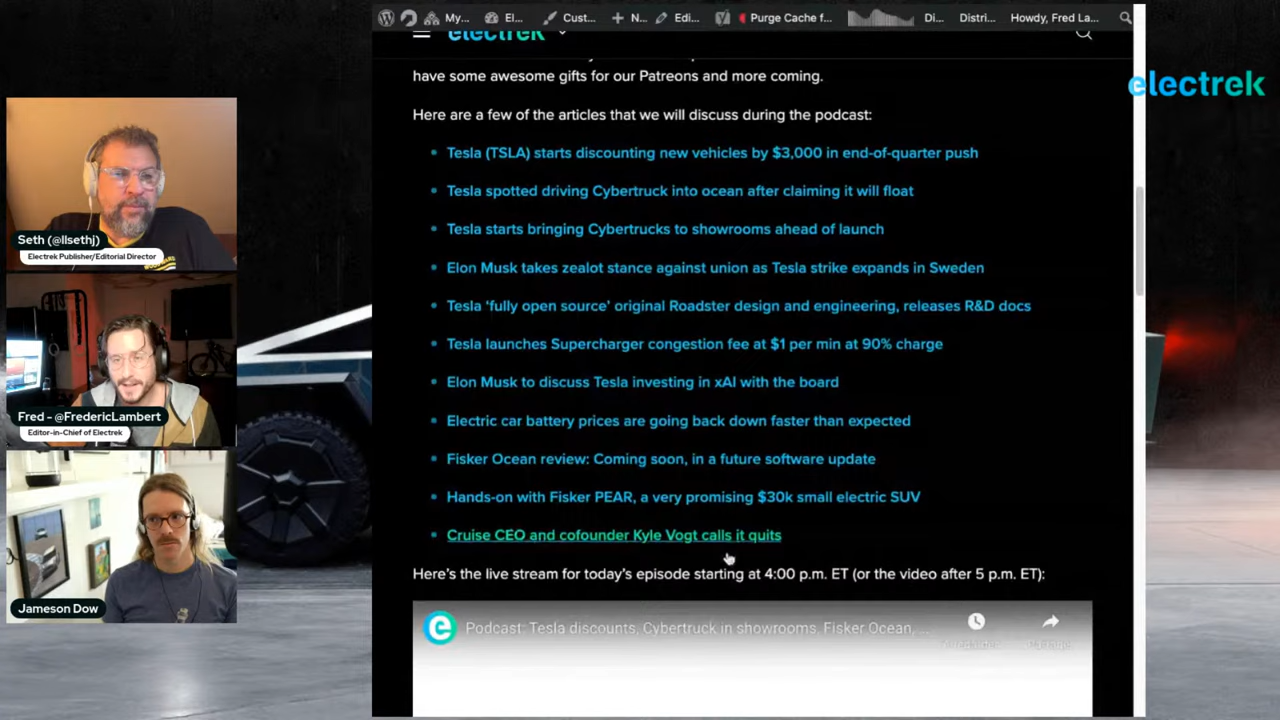 My...
El...
Cust...
N...
Edi...
Purge Cache f...
Di...
Distri...
Howdy, Fred La...
electrek
electrek
have some awesome gifts for our Patreons and more coming.
Here are a few of the articles that we will discuss during the podcast:
Tesla (TSLA) starts discounting new vehicles by $3,000 in end-of-quarter push
Tesla spotted driving Cybertruck into ocean after claiming it will float
Tesla starts bringing Cybertrucks to showrooms ahead of launch
Elon Musk takes zealot stance against union as Tesla strike expands in Sweden
Tesla ‘fully open source’ original Roadster design and engineering, releases R&D docs
Tesla launches Supercharger congestion fee at $1 per min at 90% charge
Elon Musk to discuss Tesla investing in xAI with the board
Electric car battery prices are going back down faster than expected
Fisker Ocean review: Coming soon, in a future software update
Hands-on with Fisker PEAR, a very promising $30k small electric SUV
Cruise CEO and cofounder Kyle Vogt calls it quits
Here’s the live stream for today’s episode starting at 4:00 p.m. ET (or the video after 5 p.m. ET):
e
Podcast: Tesla discounts, Cybertruck in showrooms, Fisker Ocean, ...
Seth (@llsethj)
Electrek Publisher/Editorial Director
Fred - @FredericLambert
Editor-in-Chief of Electrek
Jameson Dow